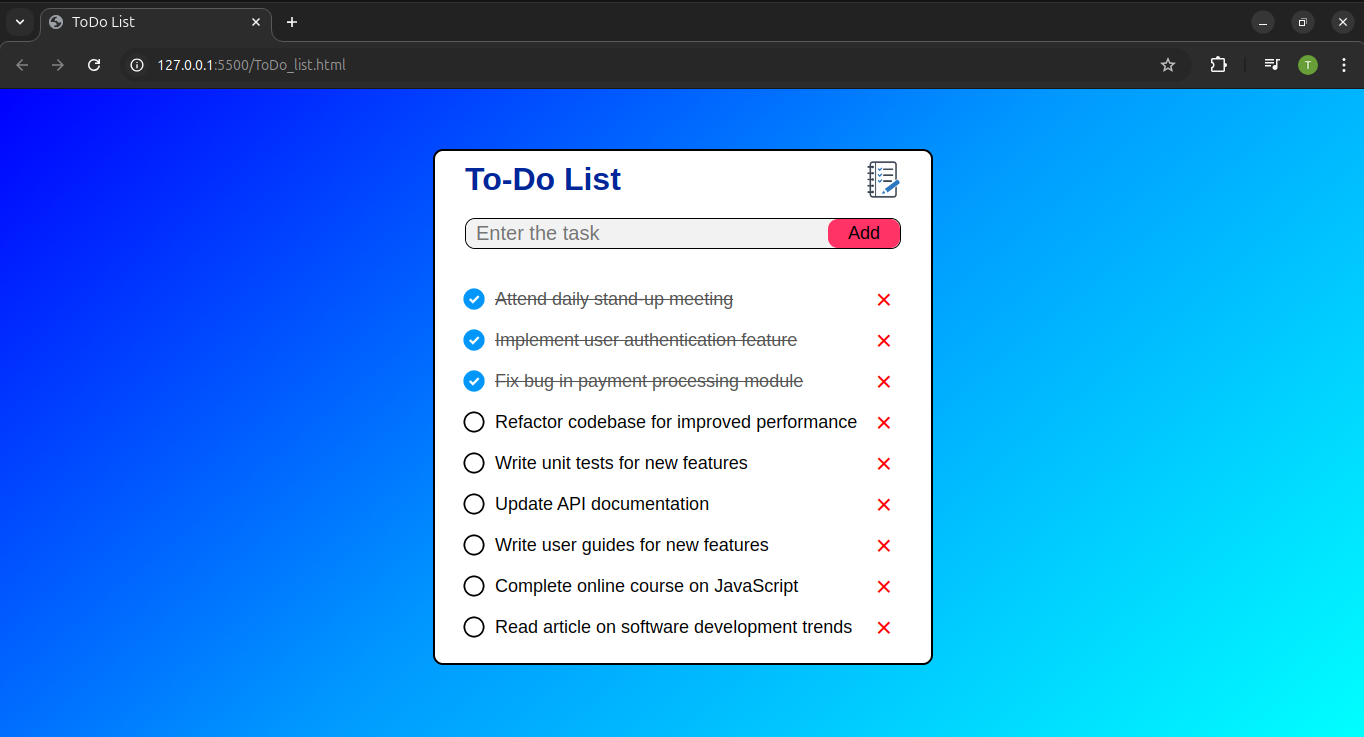 ToDo List
127.0.0.1:5500/ToDo_list.html
T
To-Do List
Enter the task
Add
Attend daily stand-up meeting
Implement user authentication feature
Fix bug in payment processing module
Refactor codebase for improved performance
Write unit tests for new features
Update API documentation
Write user guides for new features
Complete online course on JavaScript
Read article on software development trends